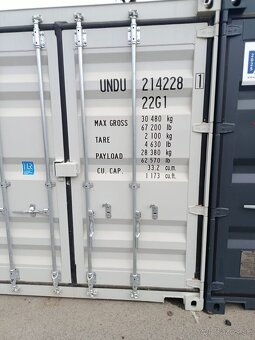 UNDU 214228 1
22G1
MAX GROSS 30 480 kg
67 200 lb
TARE 2 100 kg
4 630 lb
PAYLOAD 28 380 kg
62 570 lb
CU. CAP. 33.2 cu.m.
1 173 cu.ft.